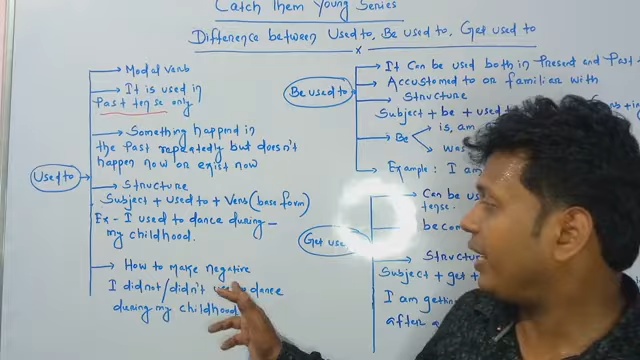 Catch Them Young Series
Difference between Used to, Be used to, Get used to
x
Used to
Modal verb
It is used in
Past tense only
Something happend in
the Past repeatedly but doesn't
happen now or exist now
Structure
Subject + used to + Verb (base form)
Ex - I used to dance during
my childhood.
How to make negative
I did not/didn't use to dance
during my childhood
Be used to
It Can be used both in Present and Past
Accustomed to or familiar with
Structure
Subject + be + used
Be
is, am
Example : I am
Get used
Can be
tense.
Structure
Subject + get +
I am
after